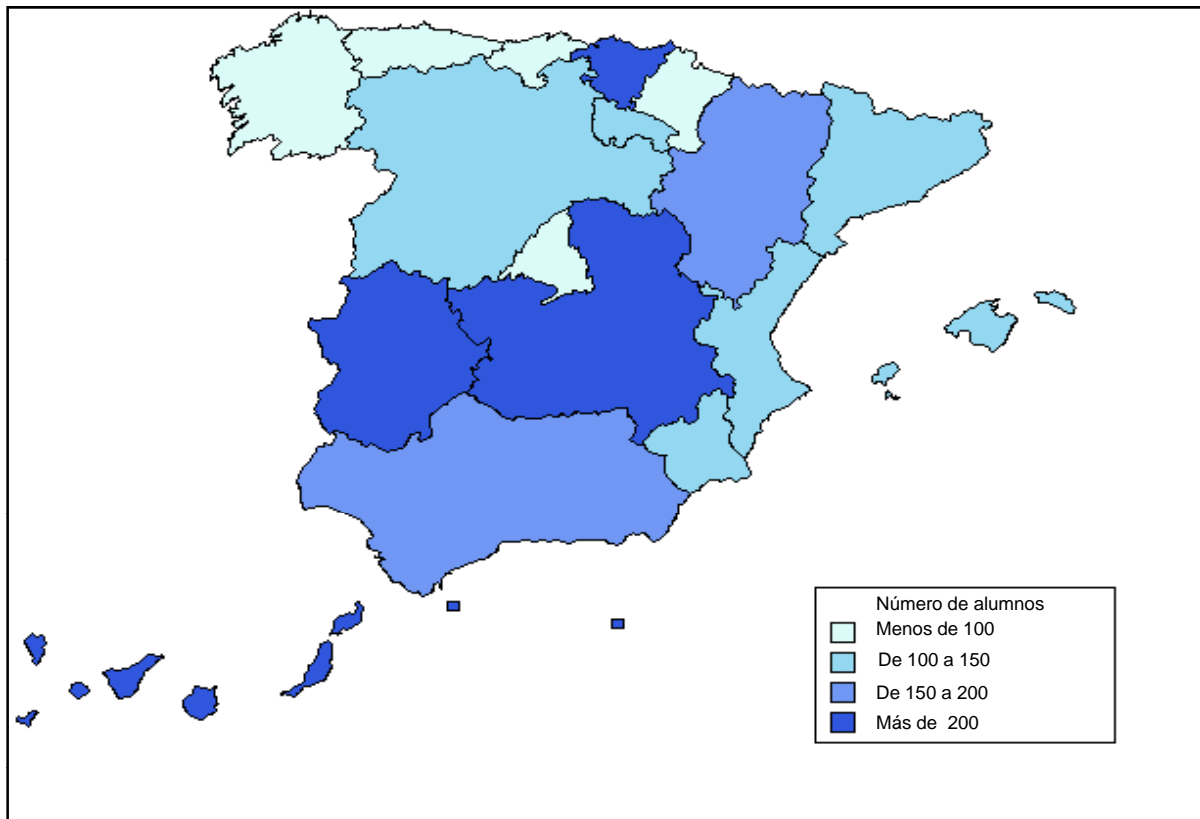 Número de alumnos
Menos de 100
De 100 a 150
De 150 a 200
Más de 200